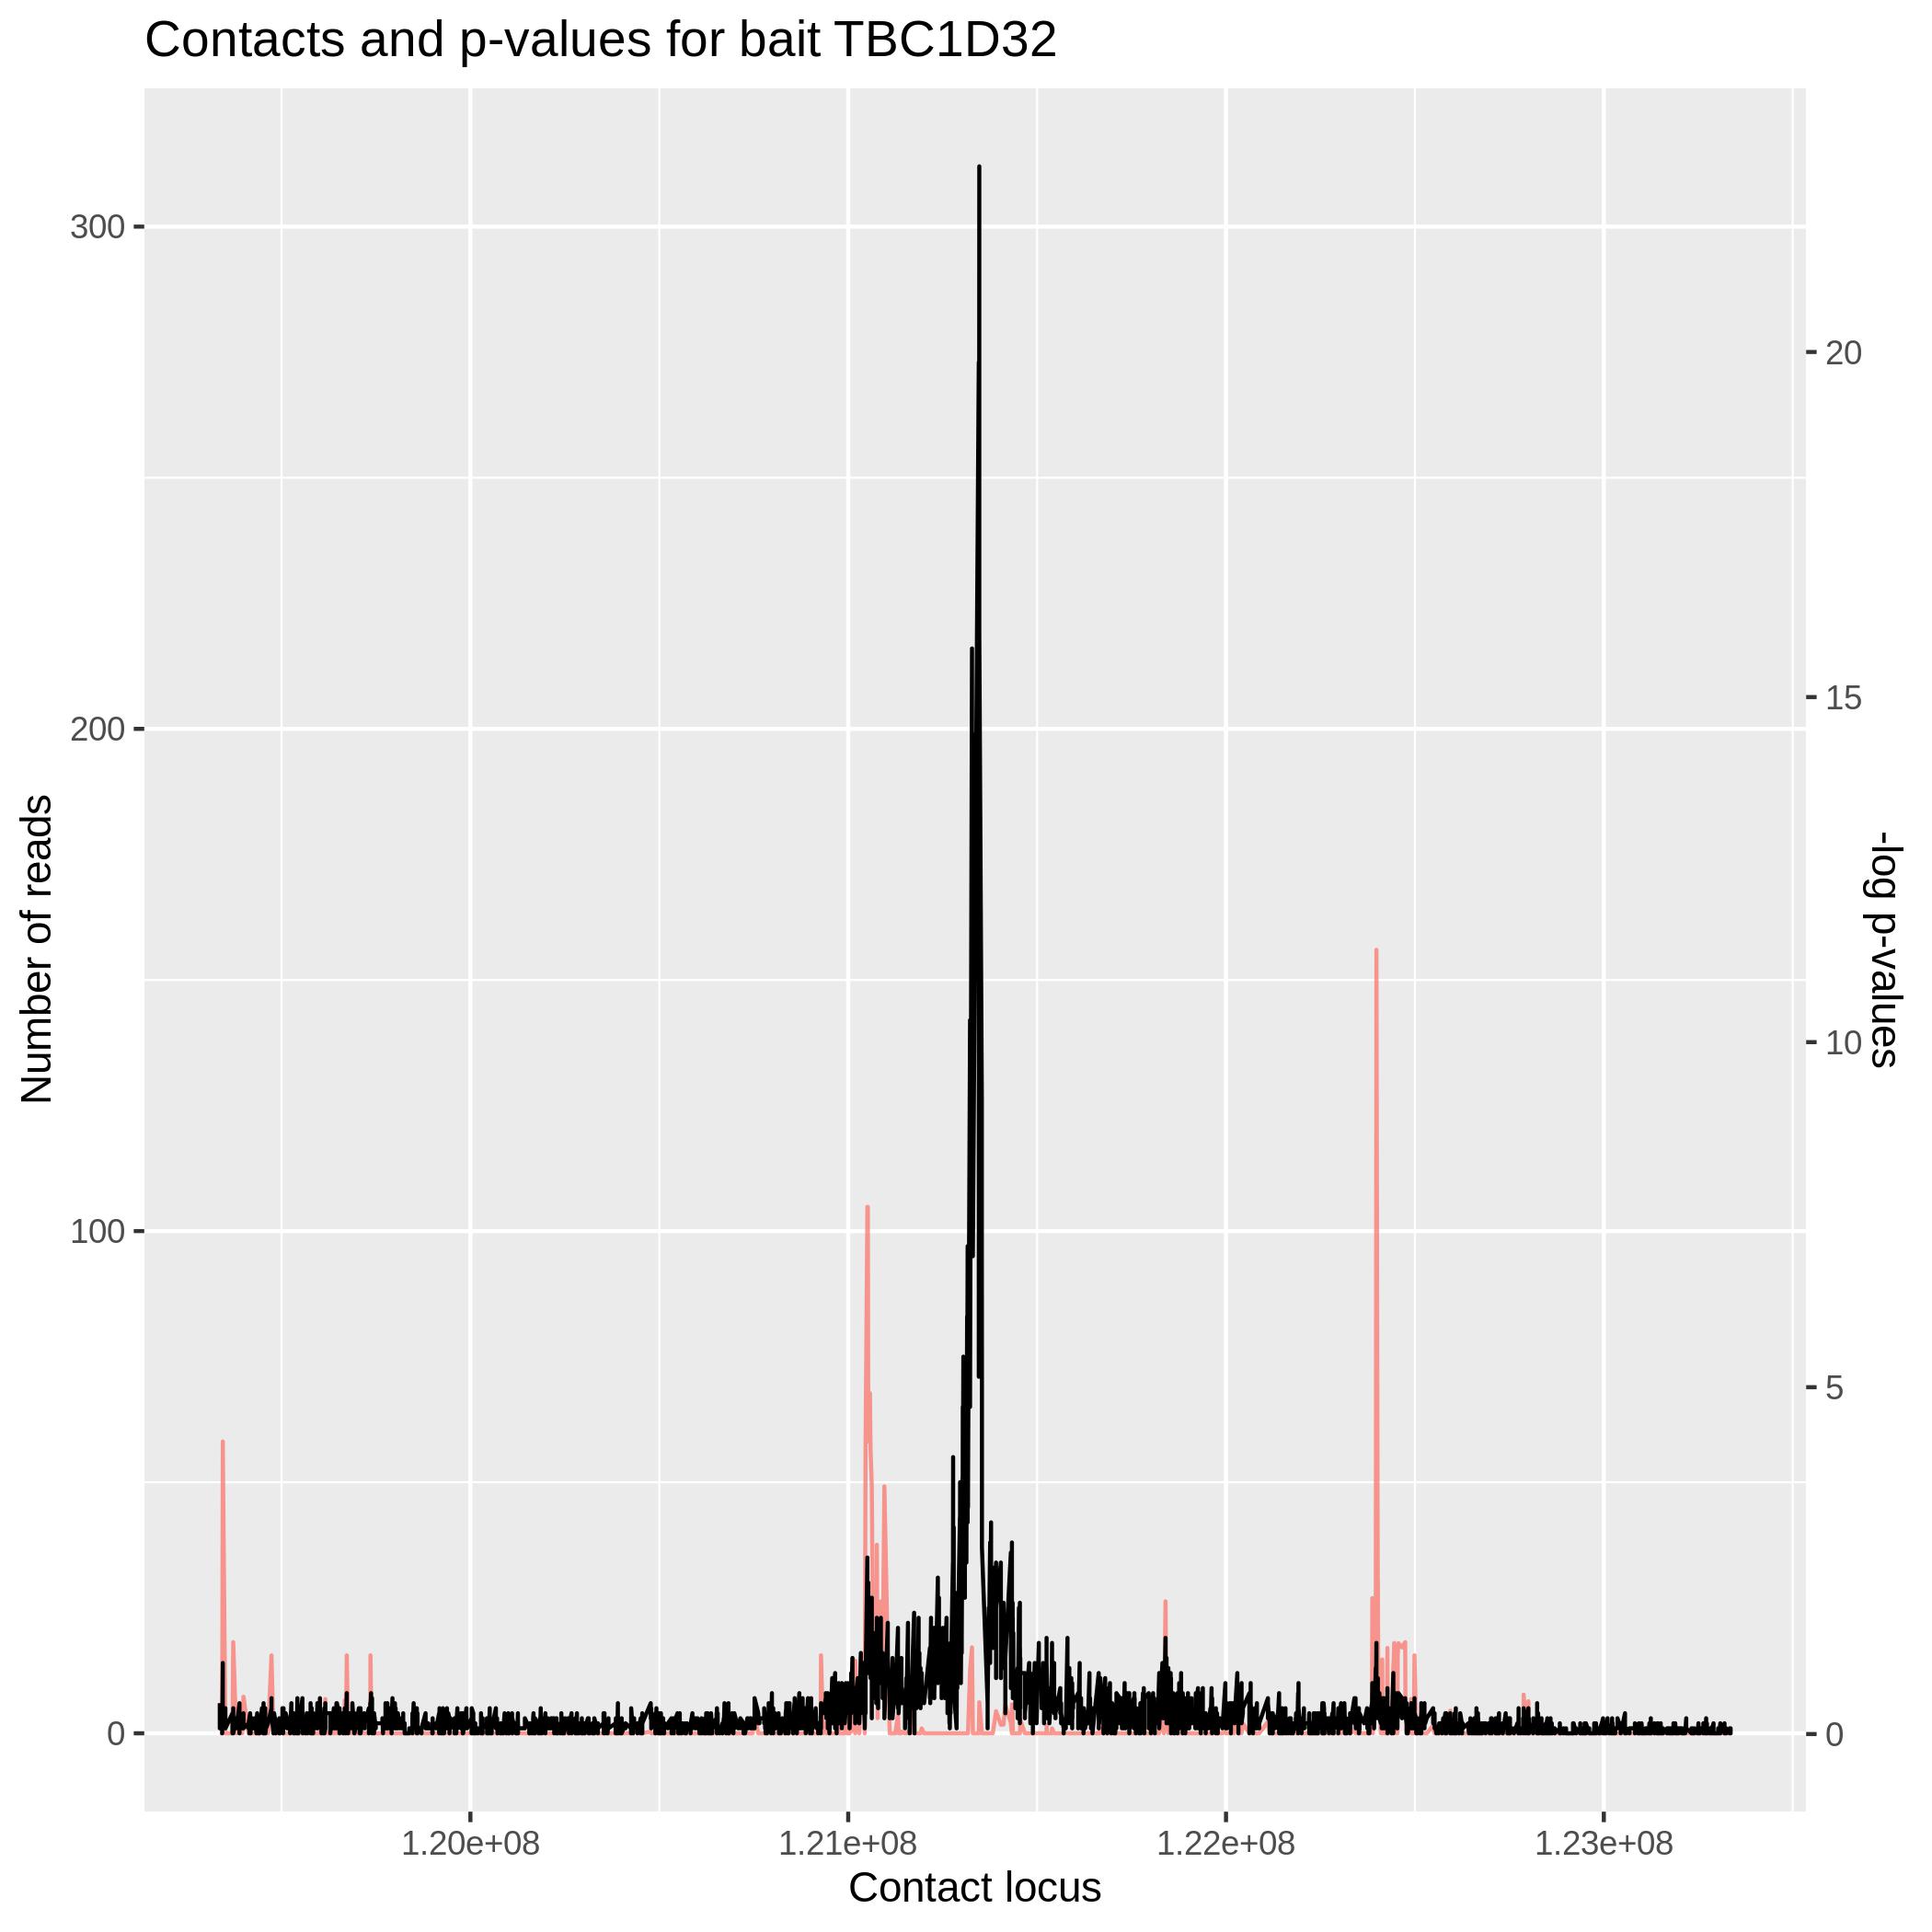 Contacts and p-values for bait TBC1D32
300
200
100
0
20
15
10
5
0
Number of reads
-log p-values
1.20e+08
1.21e+08
1.22e+08
1.23e+08
Contact locus